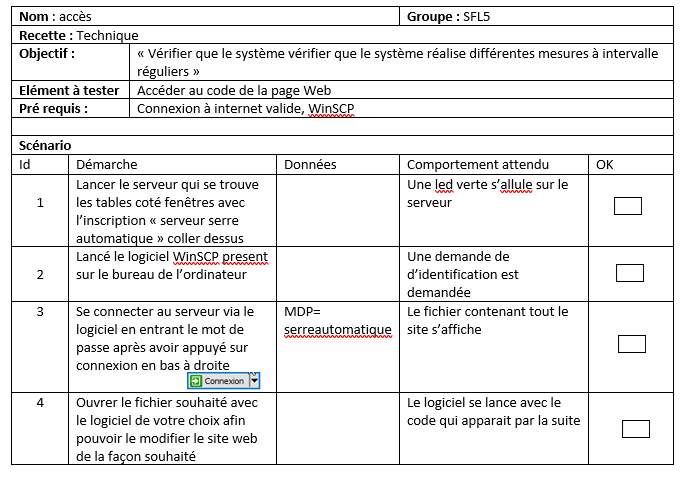 Nom : accès Groupe : SFL5
Recette : Technique
Objectif : « Vérifier que le système vérifier que le système réalise différentes mesures à intervalle
réguliers »
Elément à tester Accéder au code de la page Web
Pré requis : Connexion à internet valide, WinSCP
Scénario
Id Démarche Données Comportement attendu OK
1
Lancer le serveur qui se trouve
les tables coté fenêtres avec
l'inscription « serveur serre
automatique » coller dessus
Une led verte s'allule sur le
serveur
2
Lancé le logiciel WinSCP present
sur le bureau de l'ordinateur
Une demande de
d'identification est
demandée
3
Se connecter au serveur via le
logiciel en entrant le mot de
passe après avoir appuyé sur
connexion en bas à droite
Connexion
MDP=
serreautomatique
Le fichier contenant tout le
site s'affiche
4
Ouvrer le fichier souhaité avec
le logiciel de votre choix afin
pouvoir le modifier le site web
de la façon souhaité
Le logiciel se lance avec le
code qui apparait par la suite